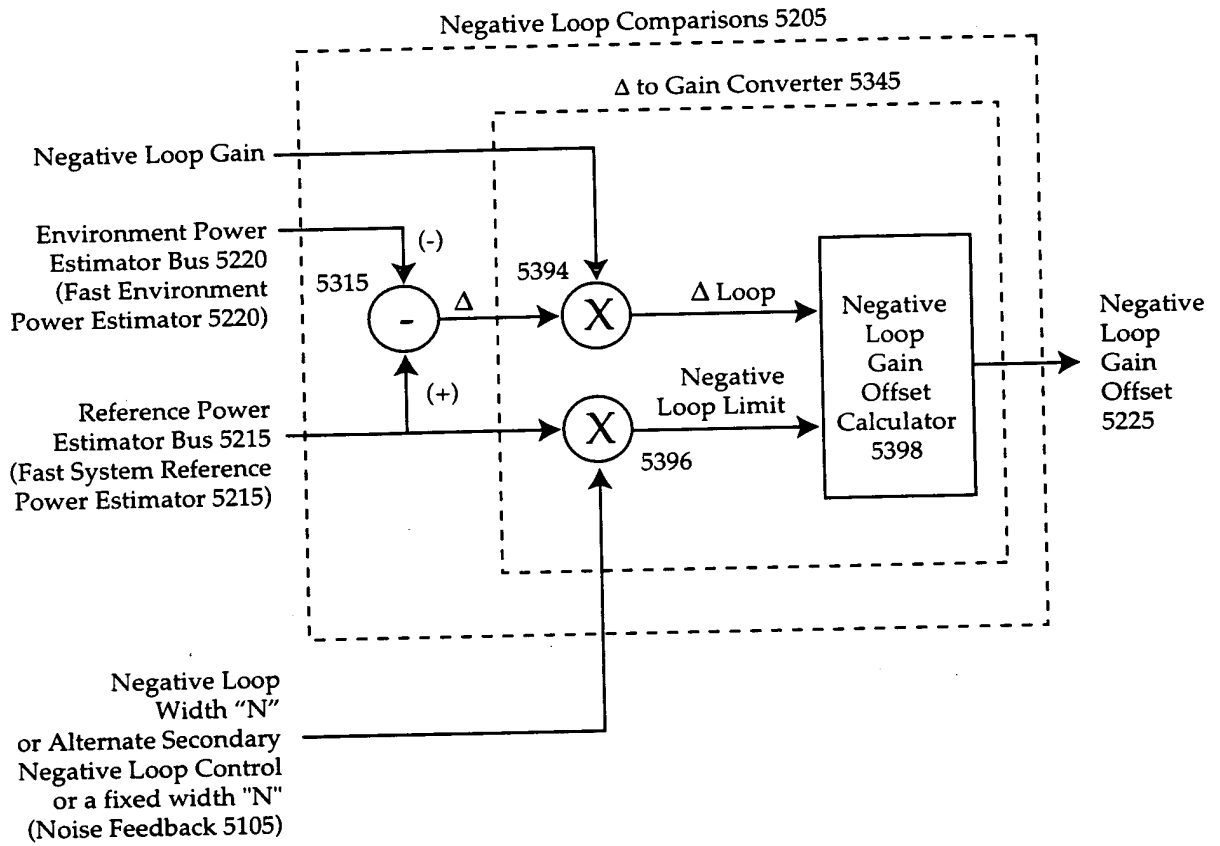 Negative Loop Comparisons 5205
Δ to Gain Converter 5345
Negative Loop Gain
Environment Power
Estimator Bus 5220
(Fast Environment
Power Estimator 5220)
(-)
5315
-
Δ
5394
X
Δ Loop
Negative
Loop
Gain
Offset
Calculator
5398
Negative
Loop
Gain
Offset
5225
Reference Power
Estimator Bus 5215
(Fast System Reference
Power Estimator 5215)
(+)
X
5396
Negative
Loop Limit
Negative Loop
Width “N”
or Alternate Secondary
Negative Loop Control
or a fixed width "N"
(Noise Feedback 5105)